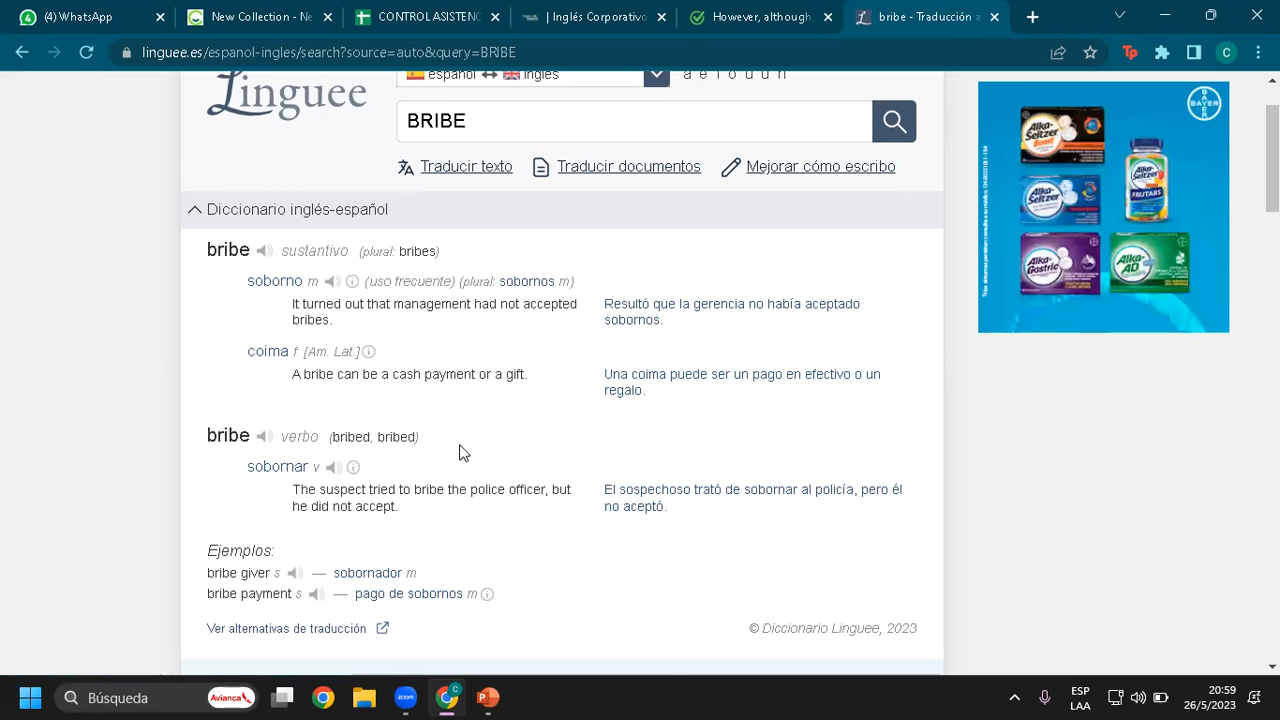 (4) WhatsApp
New Collection - Ne
CONTROL ASISTENC
| Inglés Corporativo
However, although,
bribe - Traducción a
linguee.es/espanol-ingles/search?source=auto&query=BRIBE
C
Linguee
español ↔ inglés
á é í ó ú ü ñ
BRIBE
Traducir texto
Traducir documentos
Mejorar cómo escribo
Diccionario inglés-español
bribe sustantivo (plural: bribes)
soborno m (uso frecuente) (plural: sobornos m)
It turned out that management had not accepted
bribes.
Resultó que la gerencia no había aceptado
sobornos.
coima f [Am. Lat.]
A bribe can be a cash payment or a gift.
Una coima puede ser un pago en efectivo o un
regalo.
bribe verbo (bribed, bribed)
sobornar v
The suspect tried to bribe the police officer, but
he did not accept.
El sospechoso trató de sobornar al policía, pero él
no aceptó.
Ejemplos:
bribe giver s — sobornador m
bribe payment s — pago de sobornos m
Ver alternativas de traducción
© Diccionario Linguee, 2023
BAYER
Alka-Seltzer Boost
Alka-Seltzer
Alka-Seltzer FRUTABS
Alka-Gastric
Alka-AD
Búsqueda
Avianca
zoom
ESP
LAA
20:59
26/5/2023